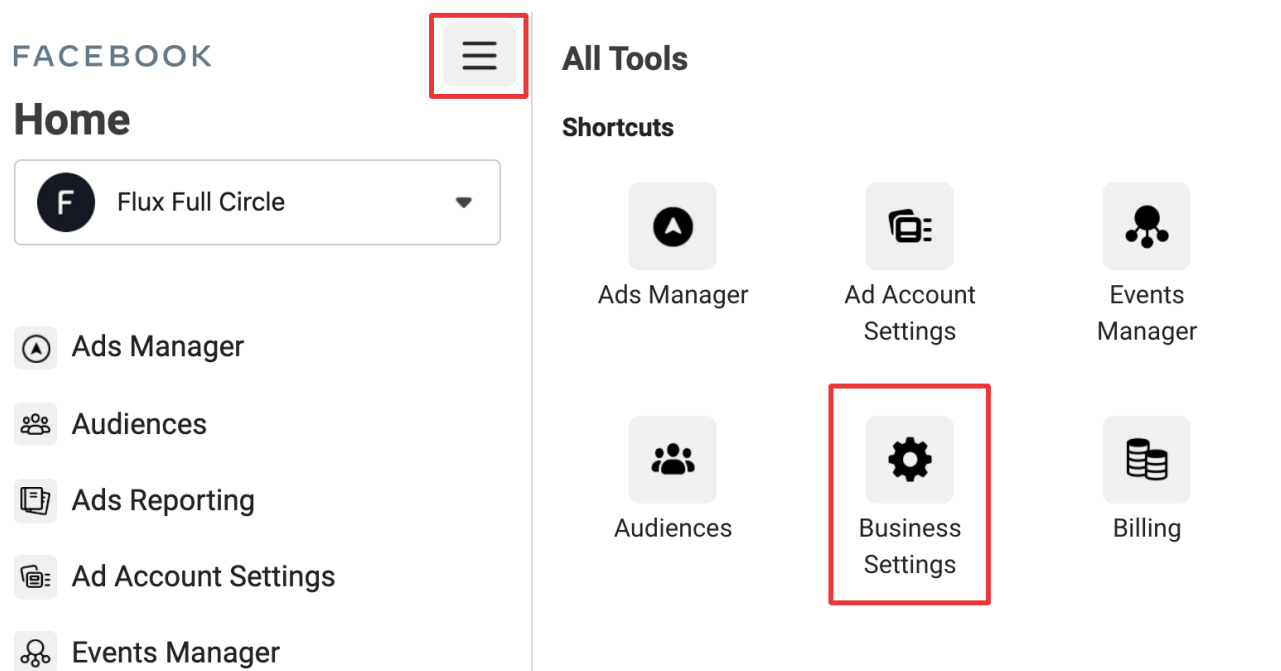 FACEBOOK
Home
F
Flux Full Circle
Ads Manager
Audiences
Ads Reporting
Ad Account Settings
Events Manager
All Tools
Shortcuts
Ads Manager
Ad Account
Settings
Events
Manager
Audiences
Business
Settings
Billing